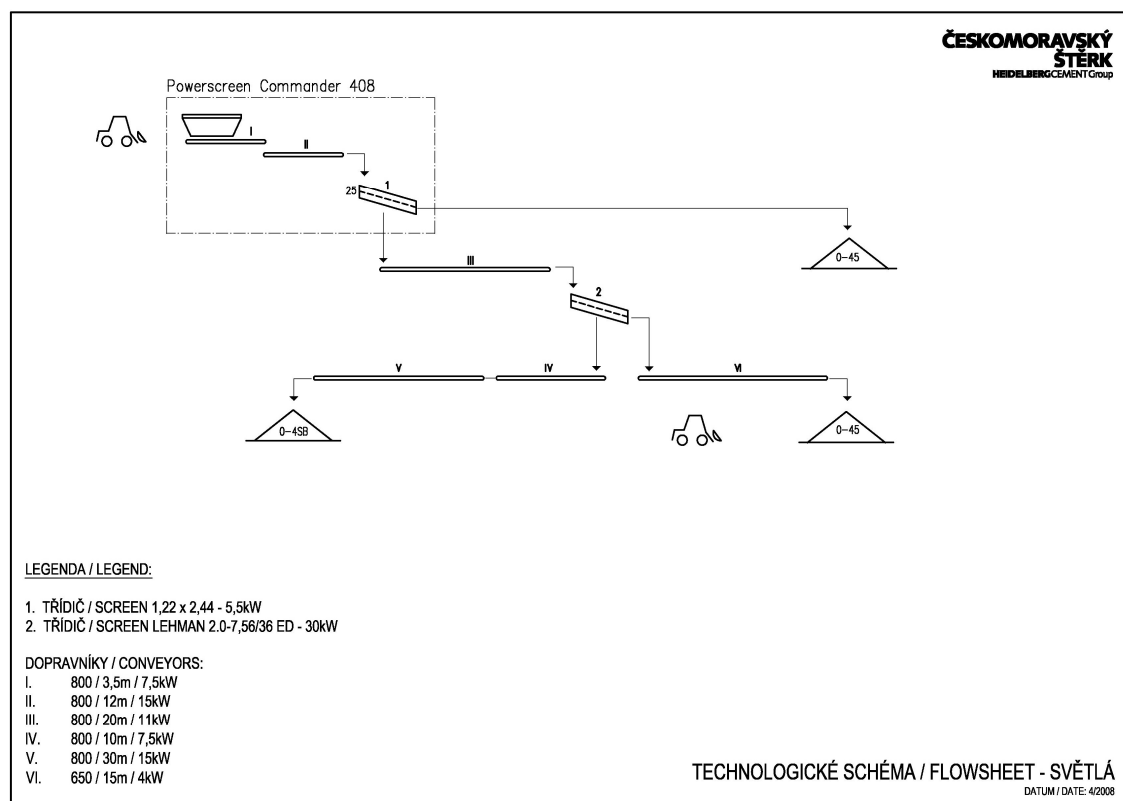 ČESKOMORAVSKÝ
ŠTĚRK
HEIDELBERGCEMENT Group
Powerscreen Commander 408
I
II
1
25
0-45
III
2
V
IV
VI
0-4SB
0-45
LEGENDA / LEGEND:
1. TŘÍDIČ / SCREEN 1,22 x 2,44 - 5,5kW
2. TŘÍDIČ / SCREEN LEHMAN 2.0-7,56/36 ED - 30kW
DOPRAVNÍKY / CONVEYORS:
I. 800 / 3,5m / 7,5kW
II. 800 / 12m / 15kW
III. 800 / 20m / 11kW
IV. 800 / 10m / 7,5kW
V. 800 / 30m / 15kW
VI. 650 / 15m / 4kW
TECHNOLOGICKÉ SCHÉMA / FLOWSHEET - SVĚTLÁ
DATUM / DATE: 4/2008